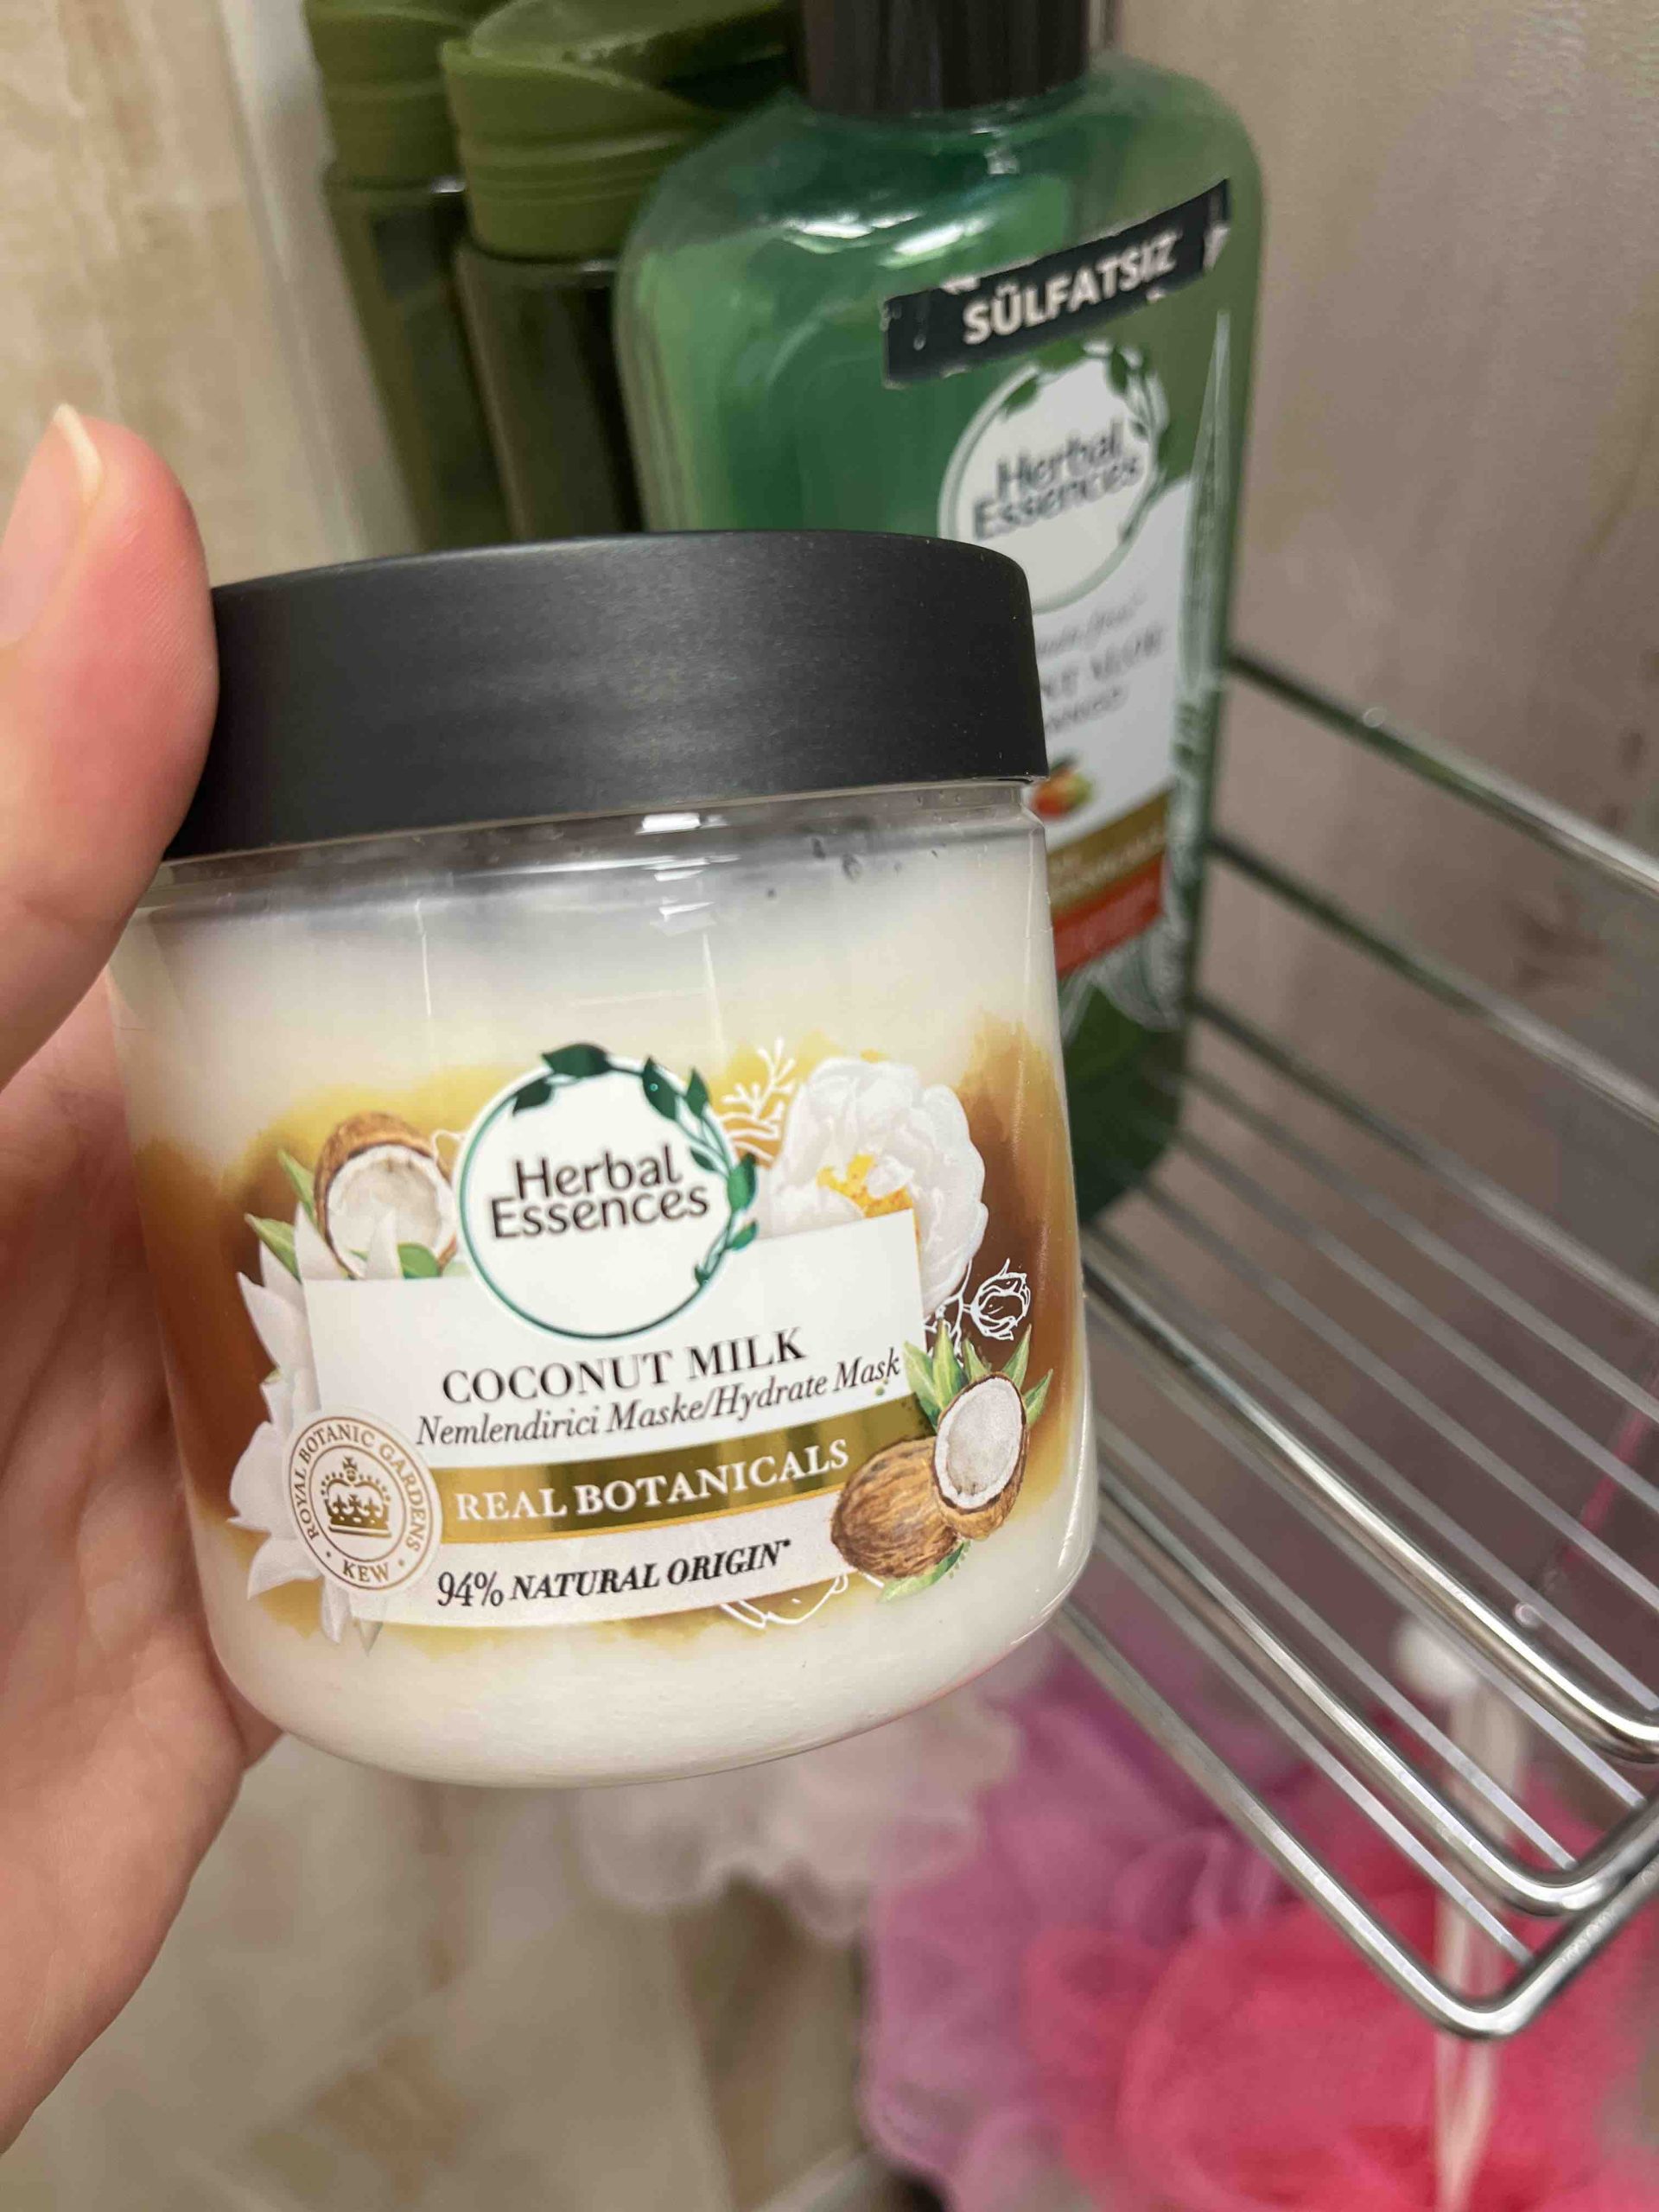 SÜLFATSIZ
Herbal
Essences
Herbal
Essences
COCONUT MILK
Nemlendirici Maske/Hydrate Mask
REAL BOTANICALS
94% NATURAL ORIGIN*
ROYAL BOTANIC GARDENS
KEW